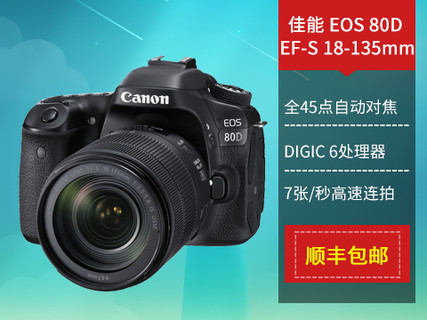 佳能 EOS 80D
EF-S 18-135mm
全45点自动对焦
DIGIC 6处理器
7张/秒高速连拍
顺丰包邮
Canon
EOS
80D